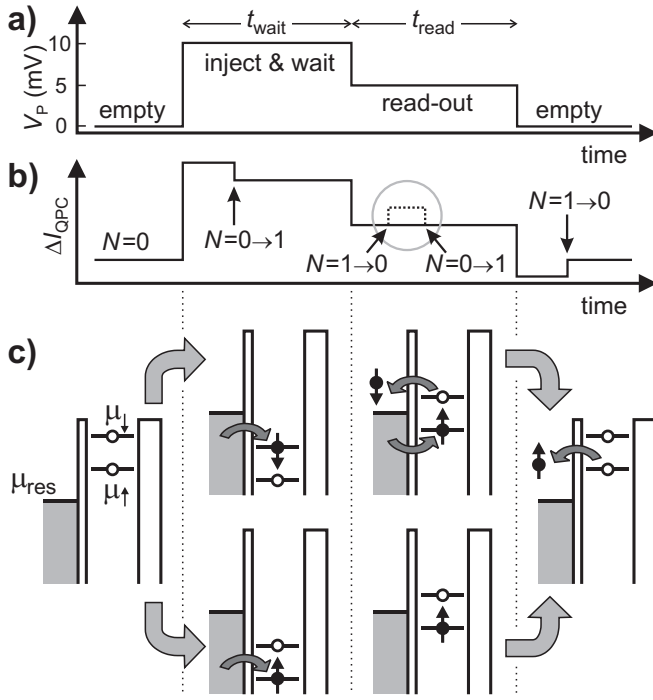 a)
t_wait
t_read
V_P (mV)
10
5
0
empty
inject & wait
read-out
empty
time
b)
ΔI_QPC
N=0
N=0→1
N=1→0
N=0→1
N=1→0
time
c)
μ↓
μ_res
μ↑